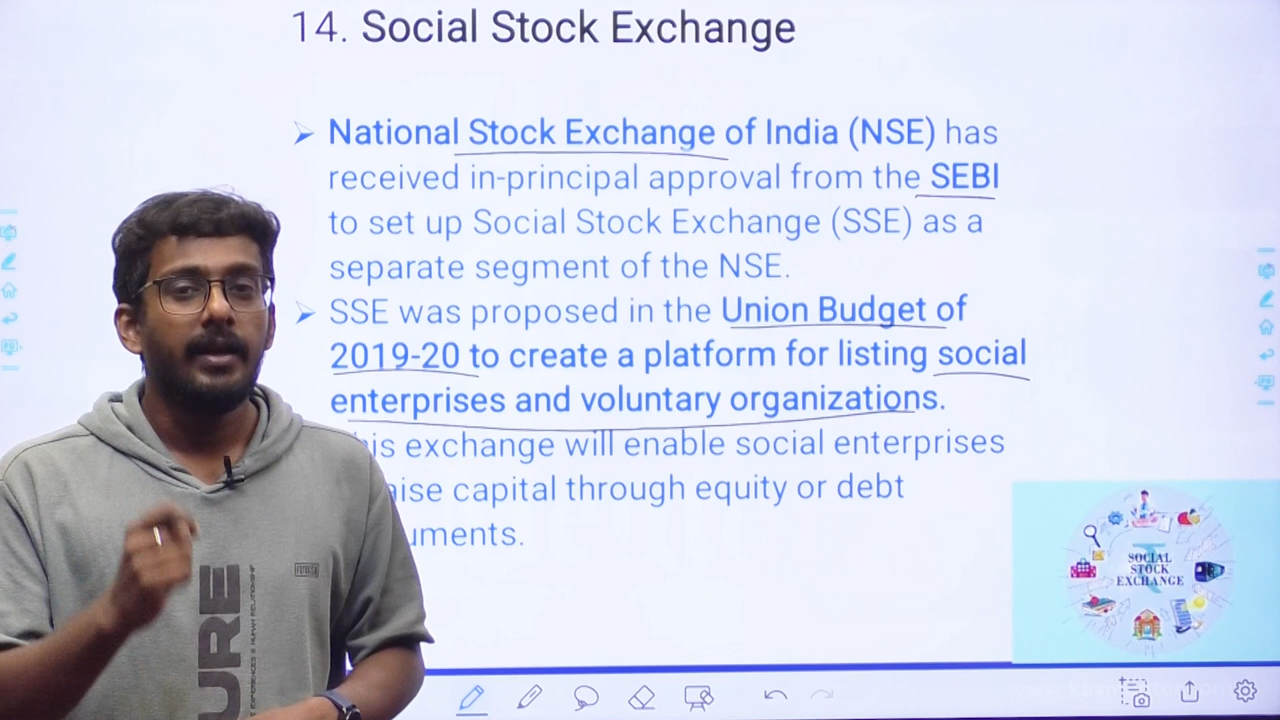 14. Social Stock Exchange
National Stock Exchange of India (NSE) has
received in-principal approval from the SEBI
to set up Social Stock Exchange (SSE) as a
separate segment of the NSE.
SSE was proposed in the Union Budget of
2019-20 to create a platform for listing social
enterprises and voluntary organizations.
his exchange will enable social enterprises
aise capital through equity or debt
uments.
SOCIAL
STOCK
EXCHANGE
URE